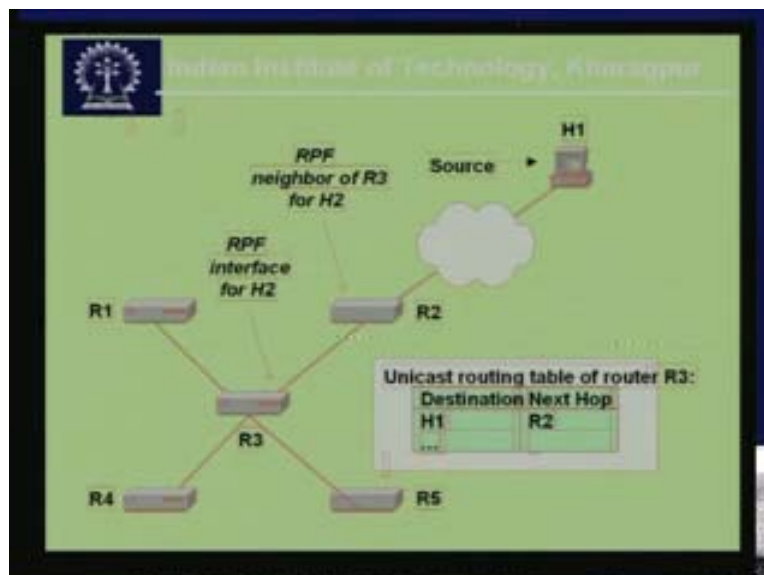 Indian Institute of Technology, Kharagpur
H1
RPF
neighbor of R3
for H2
Source
RPF
interface
for H2
R1
R2
Unicast routing table of router R3:
Destination Next Hop
H1 R2
...
R3
R4
R5